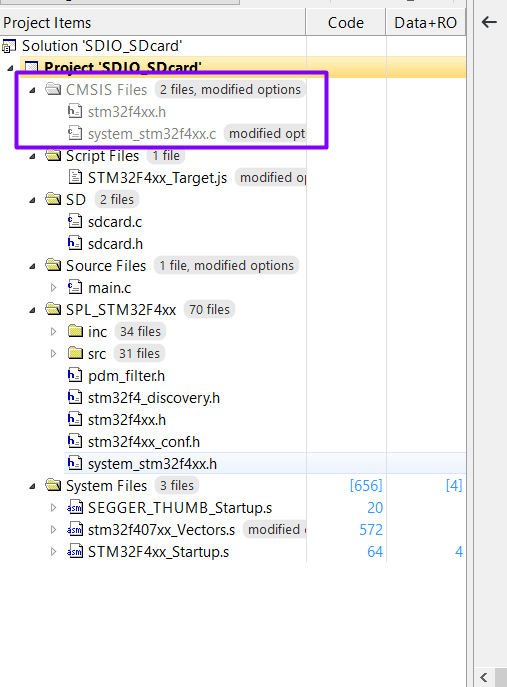 Project Items Code Data+RO
Solution 'SDIO_SDcard'
Project 'SDIO_SDcard'
CMSIS Files 2 files, modified options
stm32f4xx.h
system_stm32f4xx.c modified opt
Script Files 1 file
STM32F4xx_Target.js modified op
SD 2 files
sdcard.c
sdcard.h
Source Files 1 file, modified options
main.c
SPL_STM32F4xx 70 files
inc 34 files
src 31 files
pdm_filter.h
stm32f4_discovery.h
stm32f4xx.h
stm32f4xx_conf.h
system_stm32f4xx.h
System Files 3 files [656] [4]
SEGGER_THUMB_Startup.s 20
stm32f407xx_Vectors.s modified o 572
STM32F4xx_Startup.s 64 4